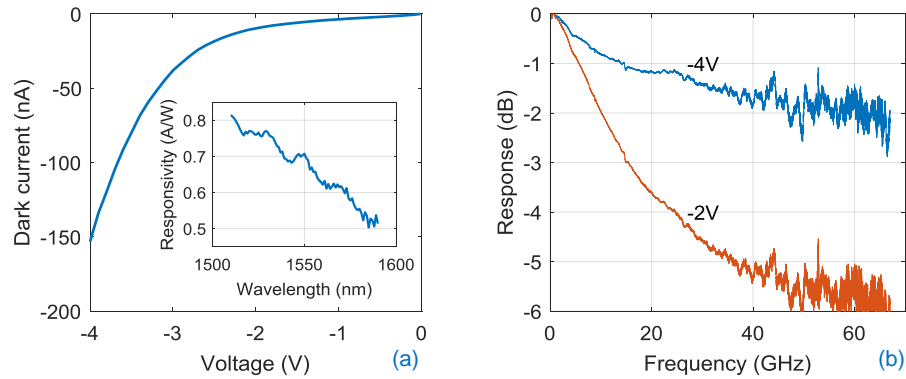 0
-50
-100
-150
-200
-4
-3
-2
-1
0
Dark current (nA)
Voltage (V)
(a)
0.8
0.7
0.6
0.5
1500
1550
1600
Responsivity (A/W)
Wavelength (nm)
0
-1
-2
-3
-4
-5
-6
0
20
40
60
Response (dB)
Frequency (GHz)
-4V
-2V
(b)